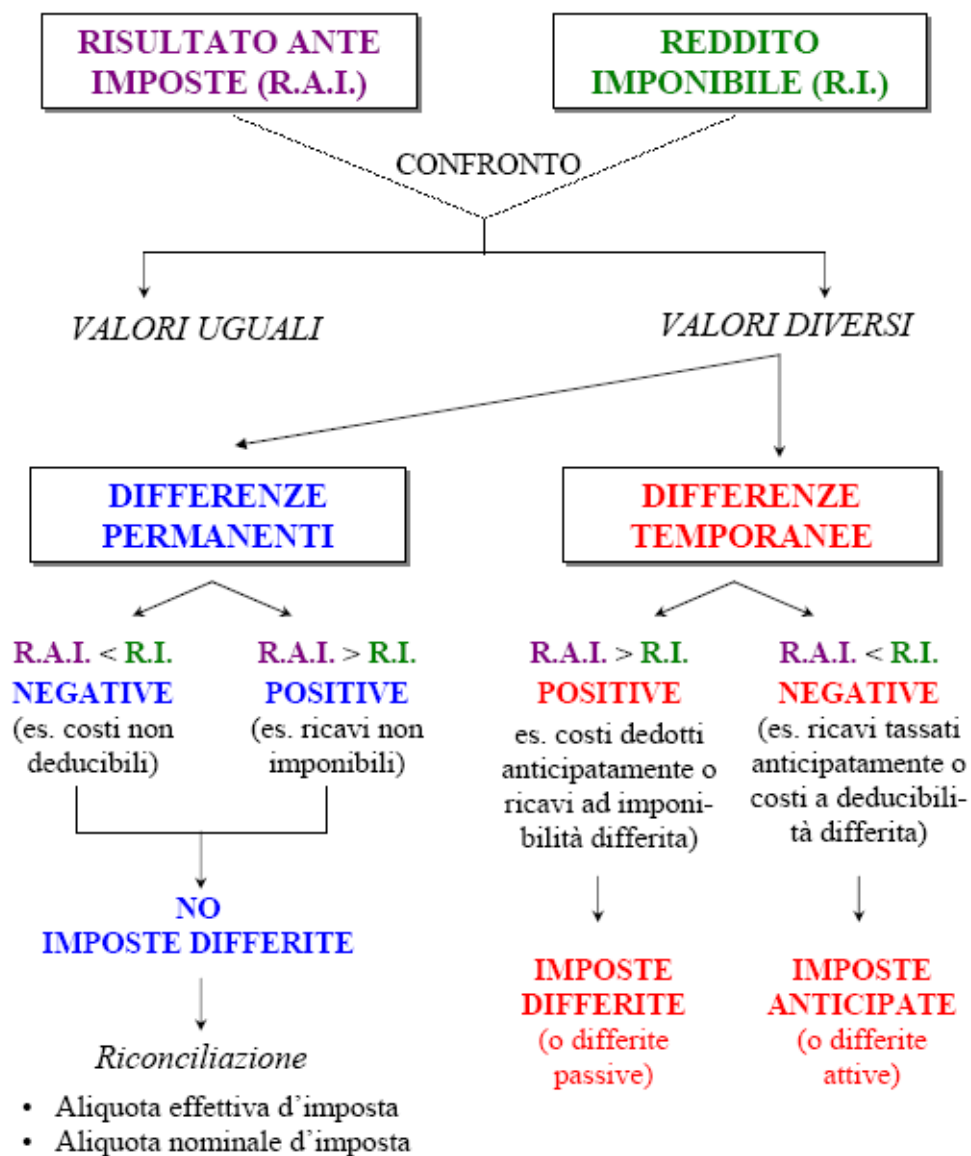 RISULTATO ANTE
IMPOSTE (R.A.I.)
REDDITO
IMPONIBILE (R.I.)
CONFRONTO
VALORI UGUALI
VALORI DIVERSI
DIFFERENZE
PERMANENTI
DIFFERENZE
TEMPORANEE
R.A.I. < R.I.
NEGATIVE
(es. costi non
deducibili)
R.A.I. > R.I.
POSITIVE
(es. ricavi non
imponibili)
R.A.I. > R.I.
POSITIVE
es. costi dedotti
anticipatamente o
ricavi ad imponi-
bilità differita)
R.A.I. < R.I.
NEGATIVE
(es. ricavi tassati
anticipatamente o
costi a deducibili-
tà differita)
NO
IMPOSTE DIFFERITE
IMPOSTE
DIFFERITE
(o differite
passive)
IMPOSTE
ANTICIPATE
(o differite
attive)
Riconciliazione
• Aliquota effettiva d'imposta
• Aliquota nominale d'imposta